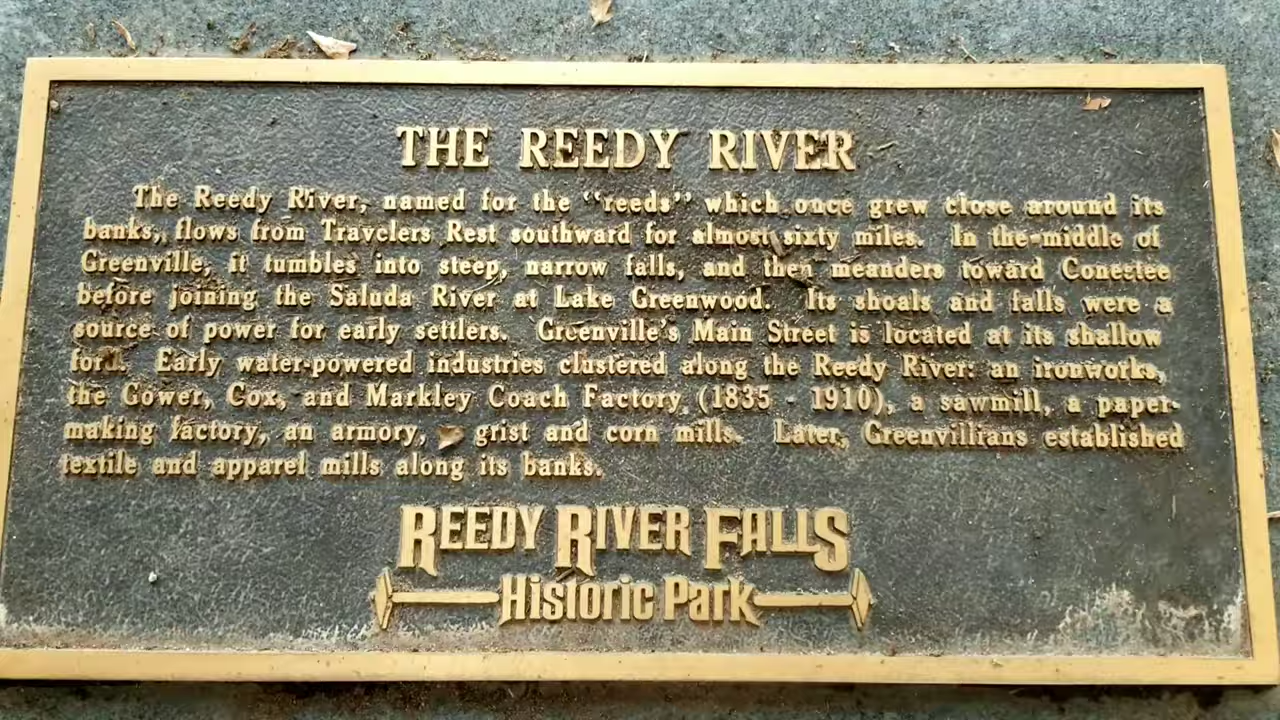 THE REEDY RIVER
The Reedy River, named for the "reeds" which once grew close around its
banks, flows from Travelers Rest southward for almost sixty miles. In the middle of
Greenville, it tumbles into steep, narrow falls, and then meanders toward Conestee
before joining the Saluda River at Lake Greenwood. Its shoals and falls were a
source of power for early settlers. Greenville's Main Street is located at its shallow
ford. Early water-powered industries clustered along the Reedy River: an ironworks,
the Gower, Cox, and Markley Coach Factory (1835 - 1910), a sawmill, a paper-
making factory, an armory, grist and corn mills. Later, Greenvillians established
textile and apparel mills along its banks.
REEDY RIVER FALLS
Historic Park